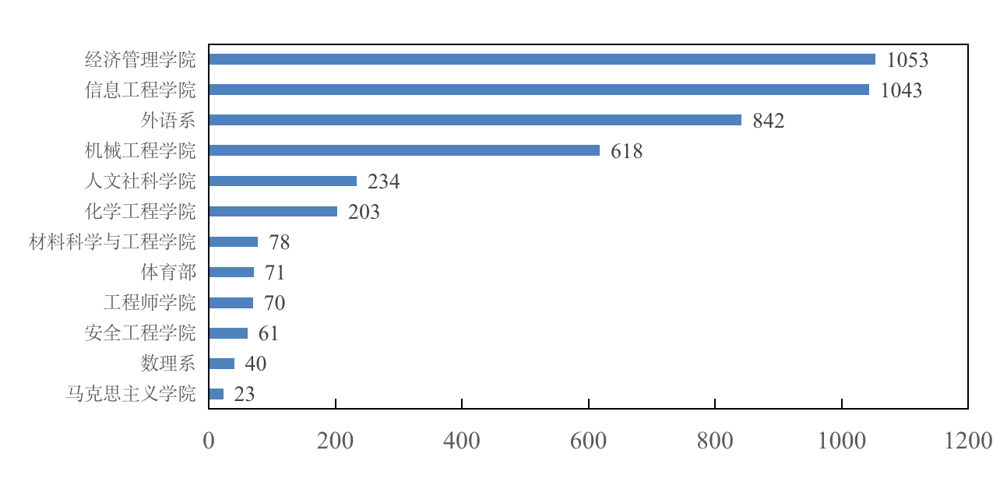 经济管理学院 1053
信息工程学院 1043
外语系 842
机械工程学院 618
人文社科学院 234
化学工程学院 203
材料科学与工程学院 78
体育部 71
工程师学院 70
安全工程学院 61
数理系 40
马克思主义学院 23
0 200 400 600 800 1000 1200